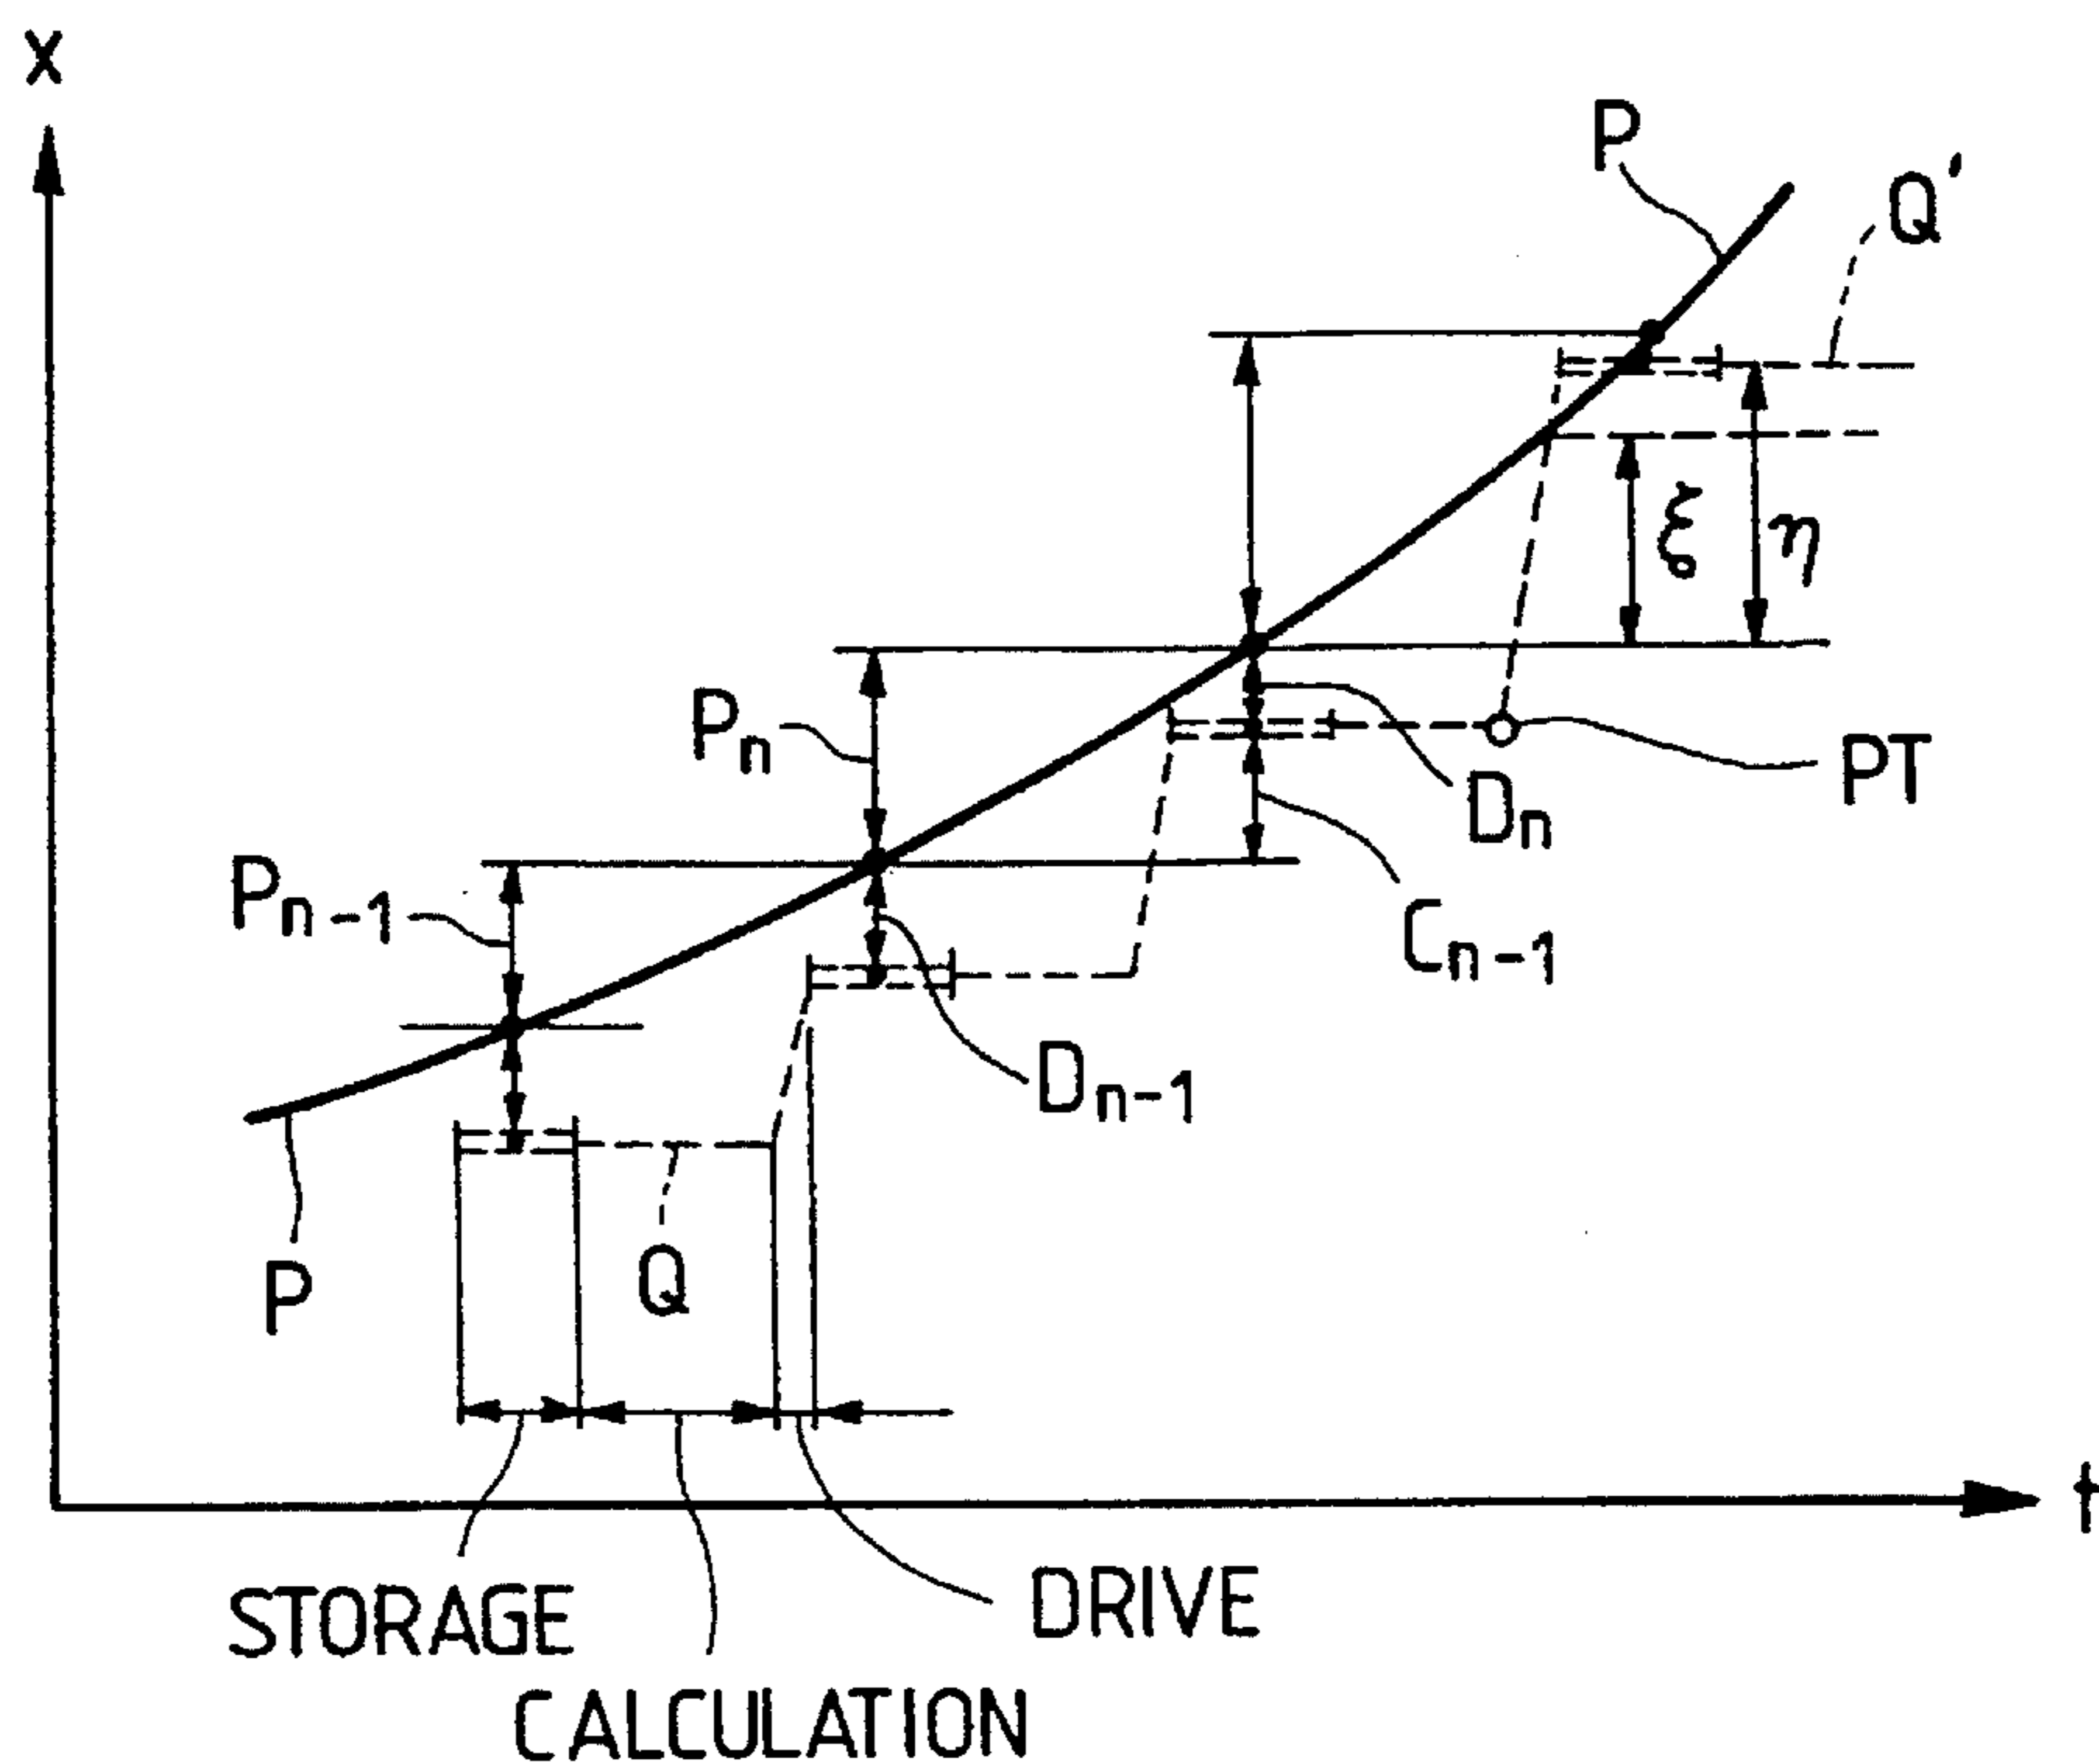 X
P
Q'
ξ
η
Pn
PT
Dn
Pn-1
Cn-1
Dn-1
P
Q
t
STORAGE
DRIVE
CALCULATION